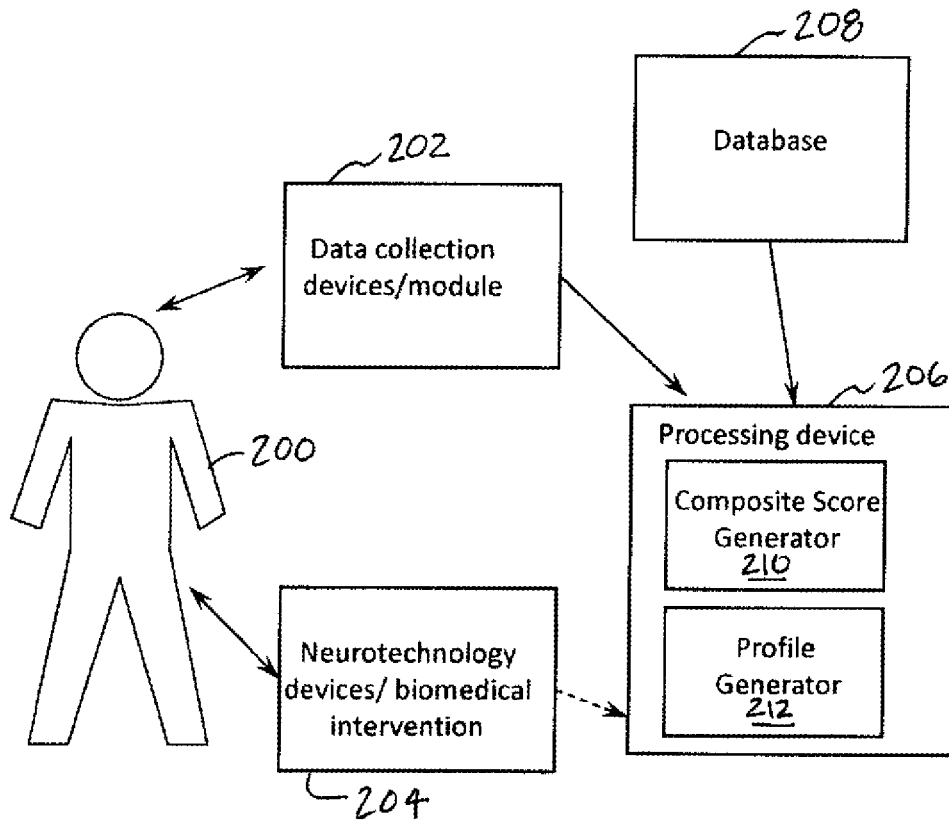 208
Database
202
Data collection
devices/module
206
Processing device
200
Composite Score
Generator
210
Neurotechnology
devices/ biomedical
intervention
Profile
Generator
212
204